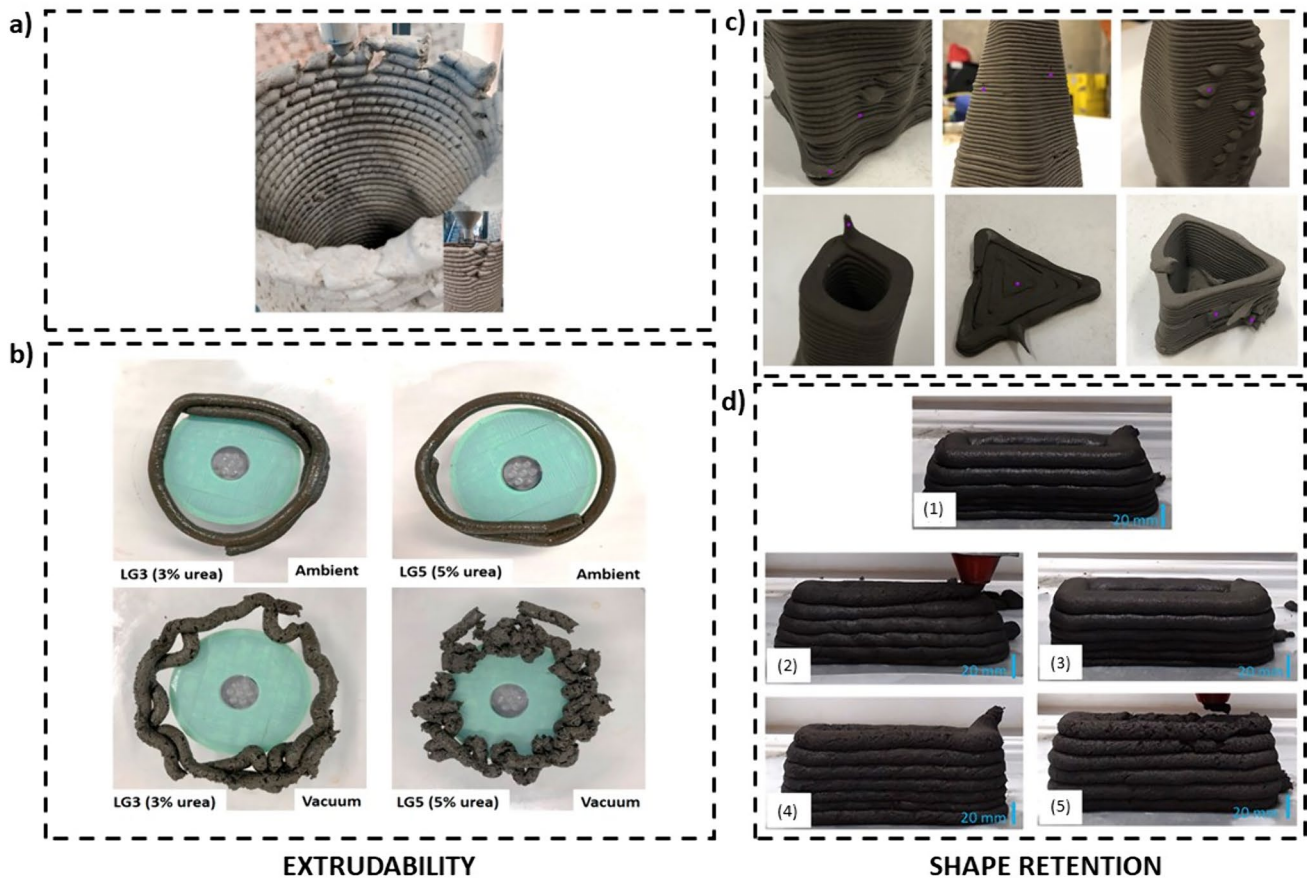 a)
b)
LG3 (3% urea) Ambient
LG5 (5% urea) Ambient
LG3 (3% urea) Vacuum
LG5 (5% urea) Vacuum
EXTRUDABILITY
c)
d)
(1) 20 mm
(2) 20 mm
(3) 20 mm
(4) 20 mm
(5) 20 mm
SHAPE RETENTION